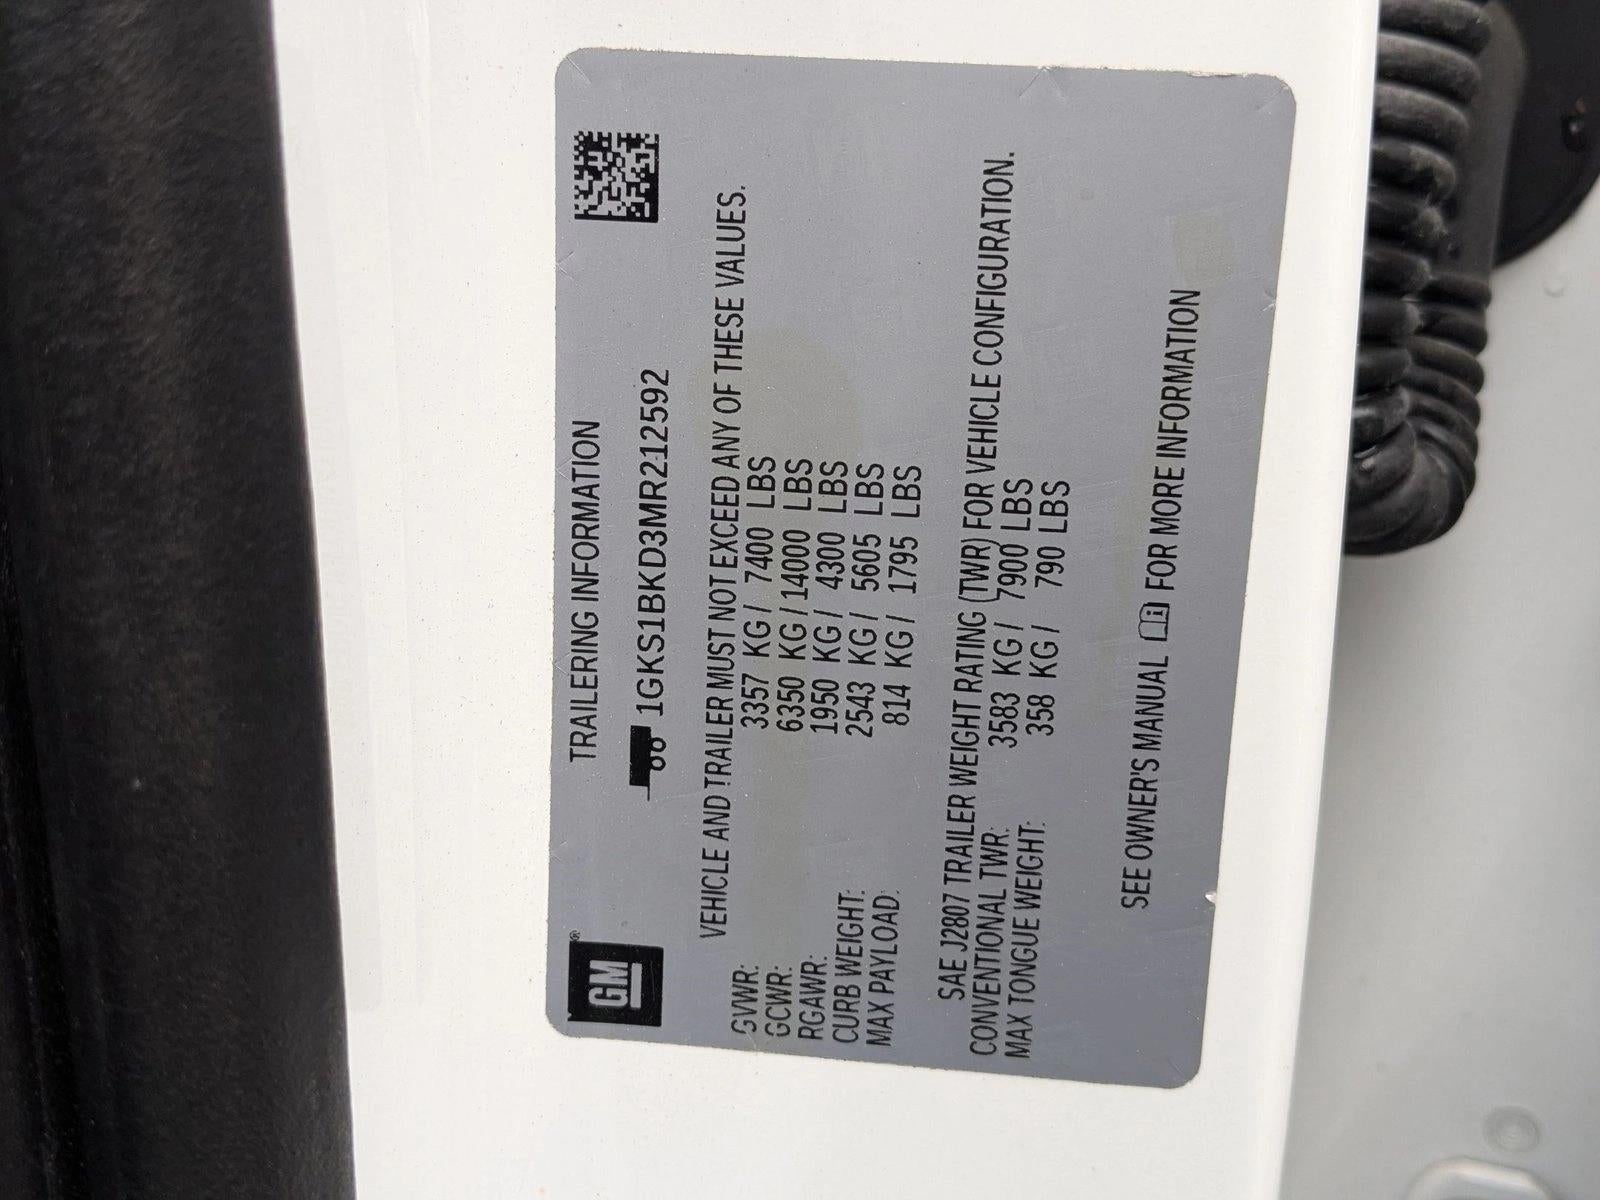 GM®
TRAILERING INFORMATION
1GKS1BKD3MR212592
VEHICLE AND TRAILER MUST NOT EXCEED ANY OF THESE VALUES.
GVWR: 3357 KG / 7400 LBS
GCWR: 6350 KG / 14000 LBS
RGAWR: 1950 KG / 4300 LBS
CURB WEIGHT: 2543 KG / 5605 LBS
MAX PAYLOAD: 814 KG / 1795 LBS
SAE J2807 TRAILER WEIGHT RATING (TWR) FOR VEHICLE CONFIGURATION.
CONVENTIONAL TWR: 3583 KG / 7900 LBS
MAX TONGUE WEIGHT: 358 KG / 790 LBS
SEE OWNER'S MANUAL FOR MORE INFORMATION